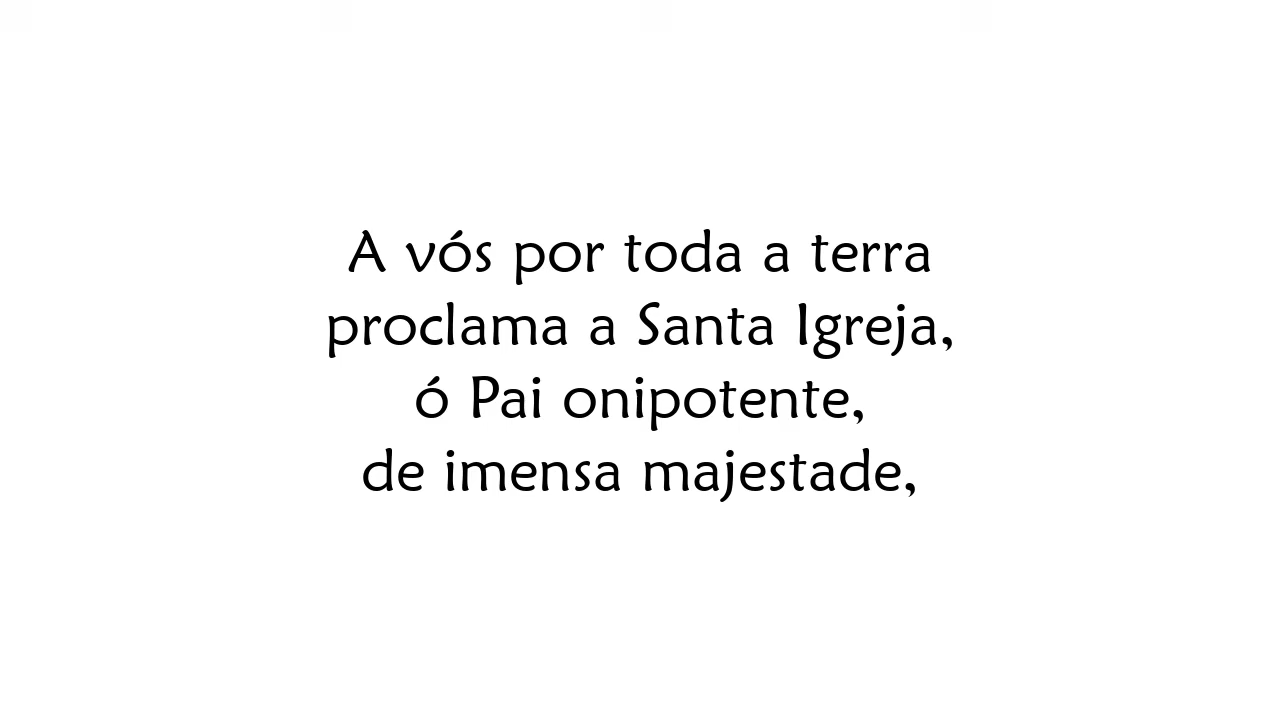 A vós por toda a terra
proclama a Santa Igreja,
ó Pai onipotente,
de imensa majestade,